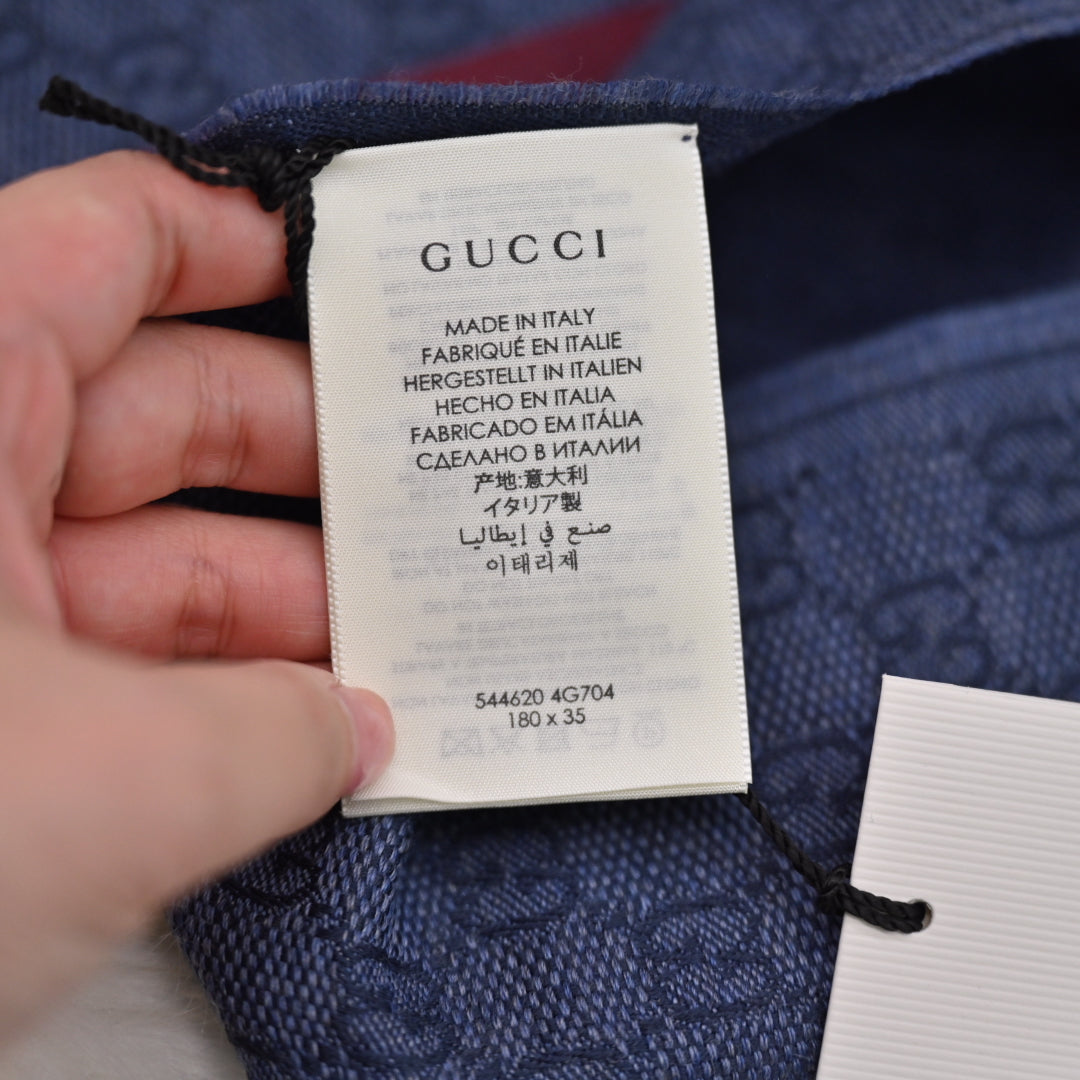 GUCCI
MADE IN ITALY
FABRIQUÉ EN ITALIE
HERGESTELLT IN ITALIEN
HECHO EN ITALIA
FABRICADO EM ITÁLIA
СДЕЛАНО В ИТАЛИИ
产地:意大利
イタリア製
صنع في إيطاليا
이태리제
544620 4G704
180 x 35